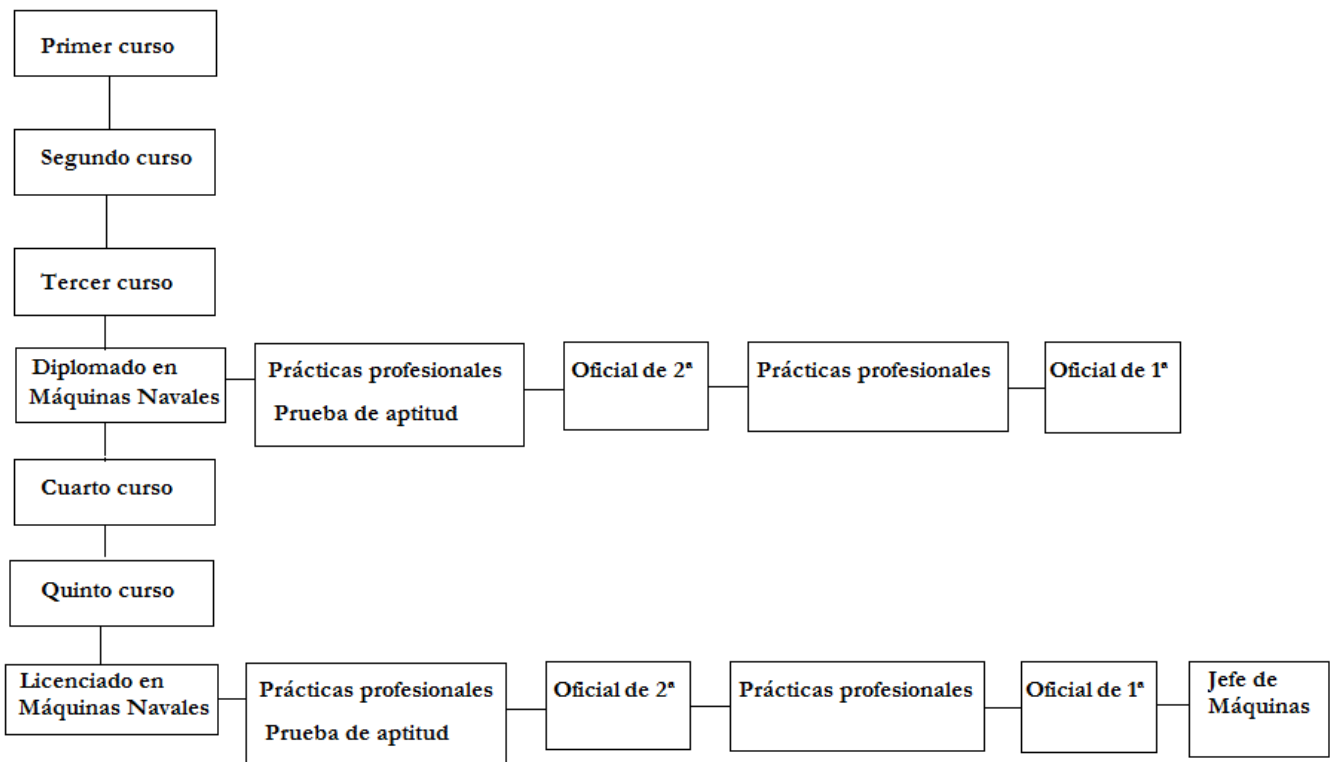 Primer curso
Segundo curso
Tercer curso
Diplomado en
Máquinas Navales
Prácticas profesionales
Prueba de aptitud
Oficial de 2ª
Prácticas profesionales
Oficial de 1ª
Cuarto curso
Quinto curso
Licenciado en
Máquinas Navales
Prácticas profesionales
Prueba de aptitud
Oficial de 2ª
Prácticas profesionales
Oficial de 1ª
Jefe de
Máquinas